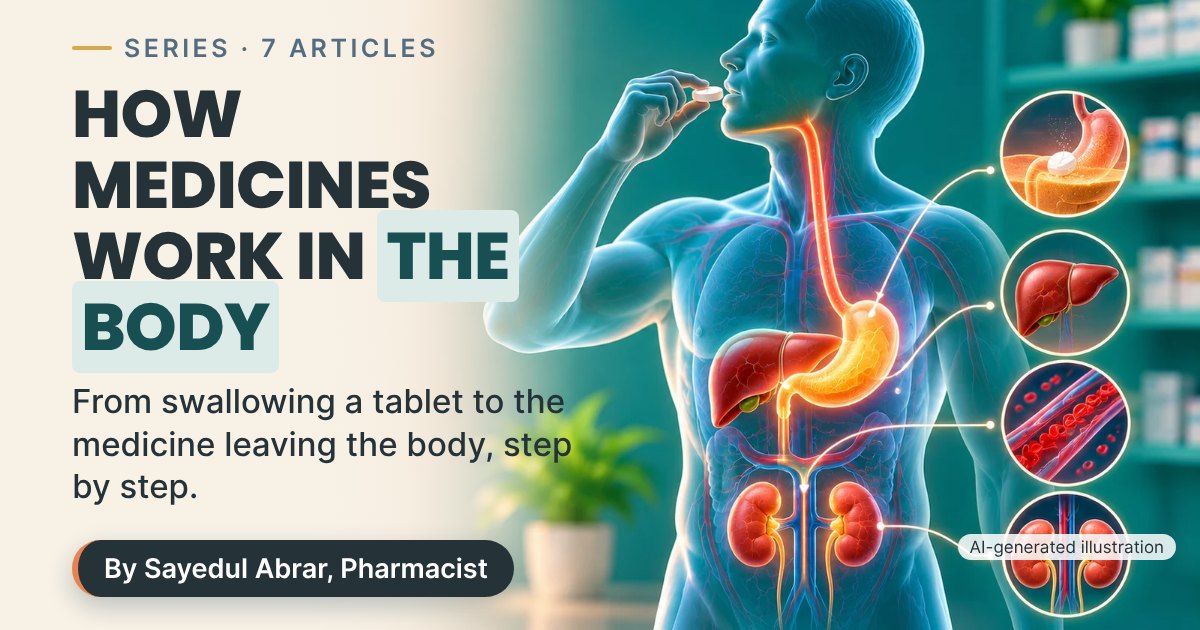 SERIES · 7 ARTICLES
HOW
MEDICINES
WORK IN THE
BODY
From swallowing a tablet to the
medicine leaving the body, step
by step.
By Sayedul Abrar, Pharmacist
AI-generated illustration